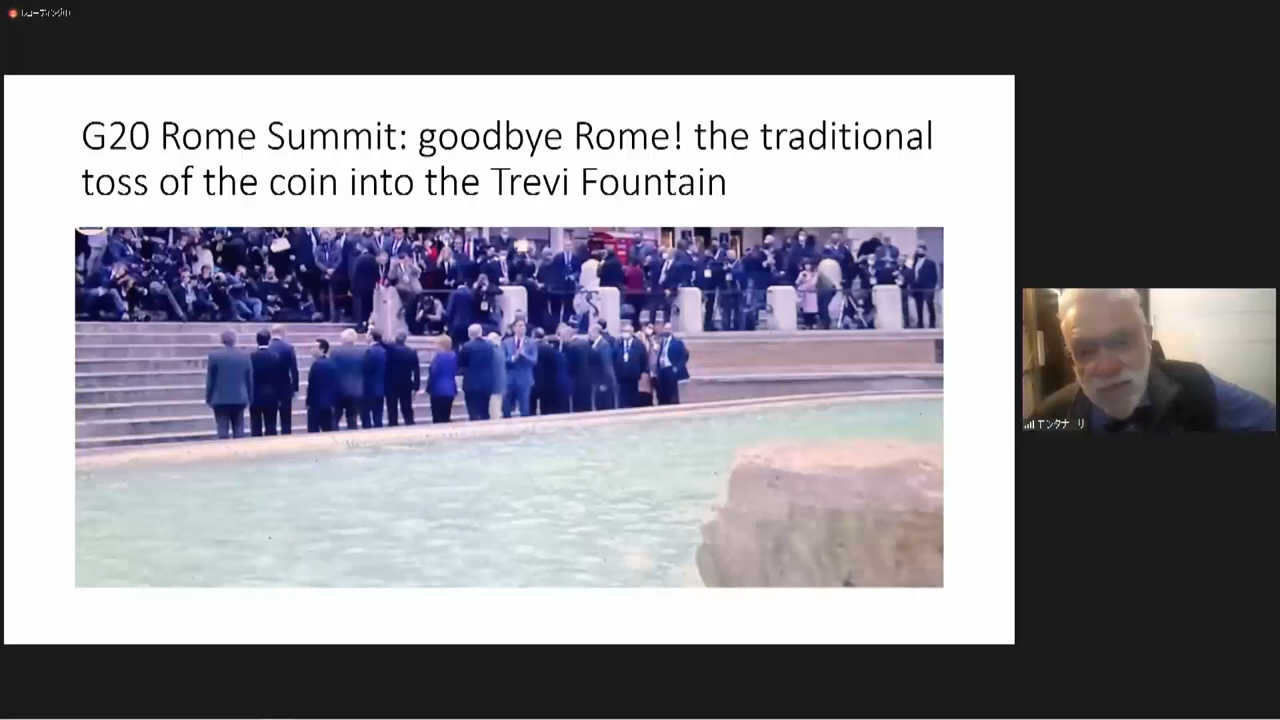 レコーディング中
G20 Rome Summit: goodbye Rome! the traditional
toss of the coin into the Trevi Fountain